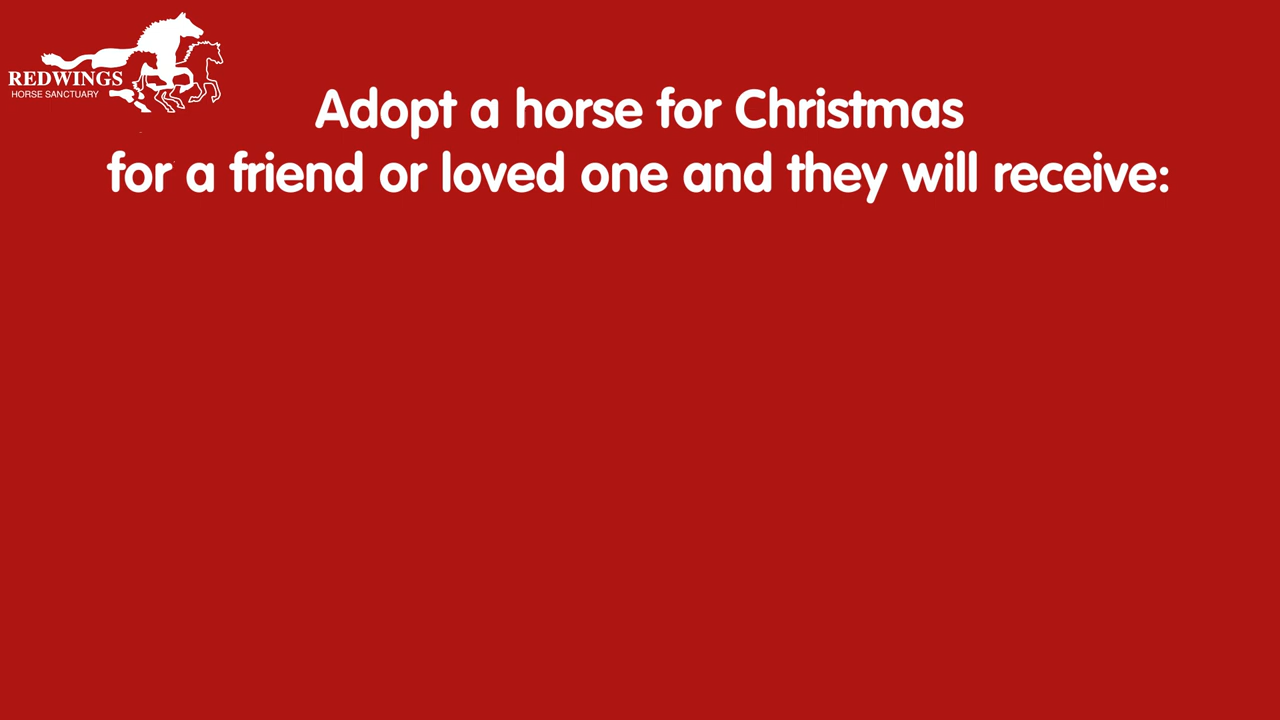 REDWINGS
HORSE SANCTUARY
Adopt a horse for Christmas
for a friend or loved one and they will receive: